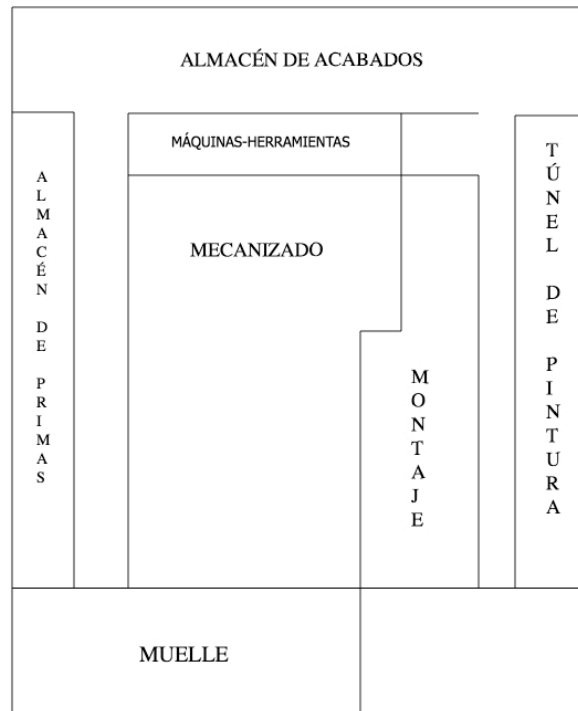 ALMACÉN DE ACABADOS
MÁQUINAS-HERRAMIENTAS
ALMACÉN DE PRIMAS
MECANIZADO
MONTAJE
TÚNEL DE PINTURA
MUELLE